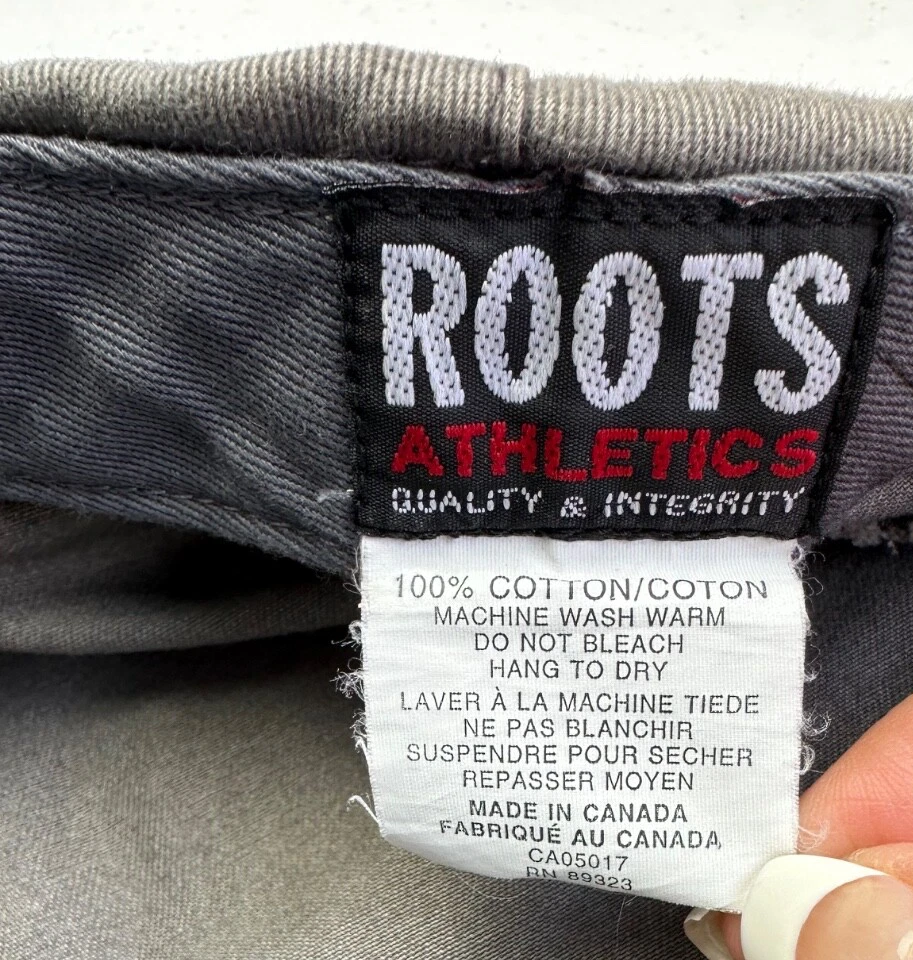 ROOTS
ATHLETICS
QUALITY & INTEGRITY
100% COTTON/COTON
MACHINE WASH WARM
DO NOT BLEACH
HANG TO DRY
LAVER À LA MACHINE TIEDE
NE PAS BLANCHIR
SUSPENDRE POUR SECHER
REPASSER MOYEN
MADE IN CANADA
FABRIQUÉ AU CANADA
CA05017
RN 89323